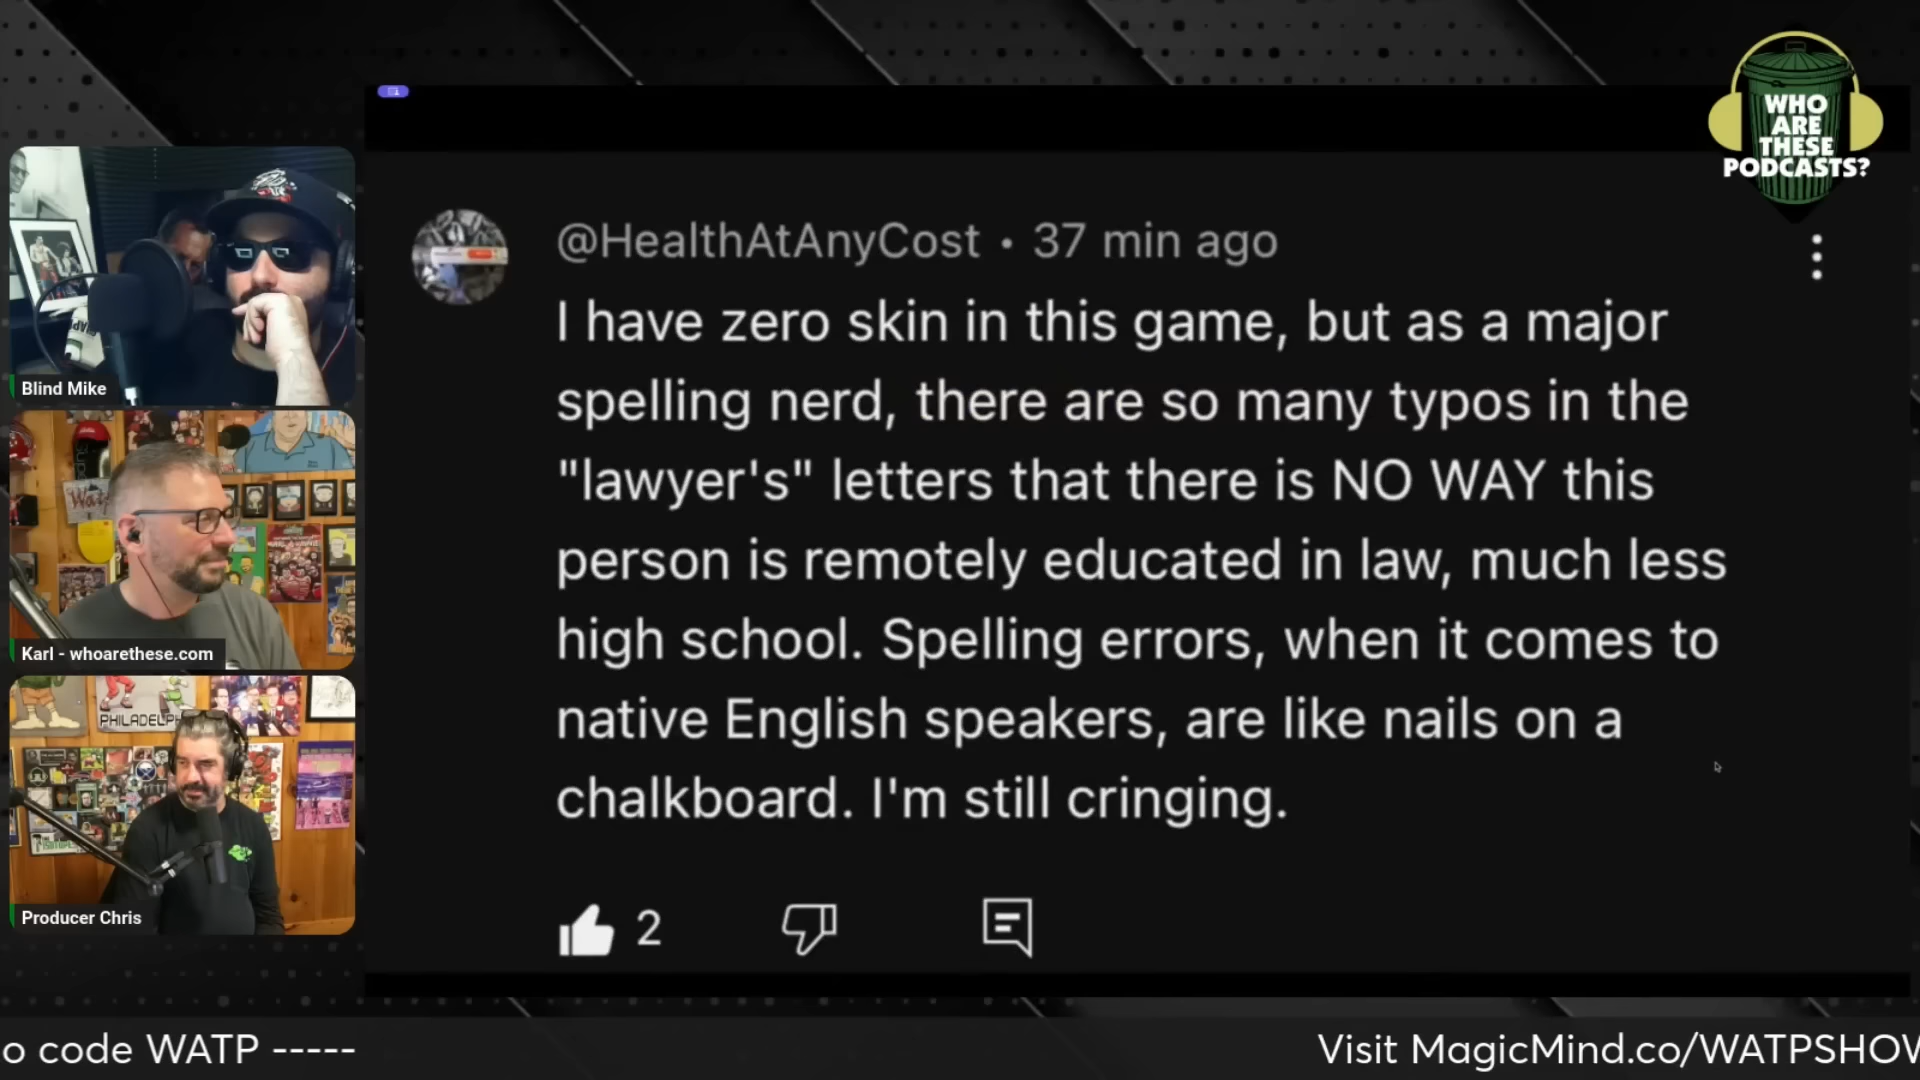 WHO
ARE
THESE
PODCASTS?
@HealthAtAnyCost • 37 min ago
I have zero skin in this game, but as a major
spelling nerd, there are so many typos in the
"lawyer's" letters that there is NO WAY this
person is remotely educated in law, much less
high school. Spelling errors, when it comes to
native English speakers, are like nails on a
chalkboard. I'm still cringing.
2
Blind Mike
Karl - whoarethese.com
PHILADELPH
Producer Chris
o code WATP -----
Visit MagicMind.co/WATPSHOW